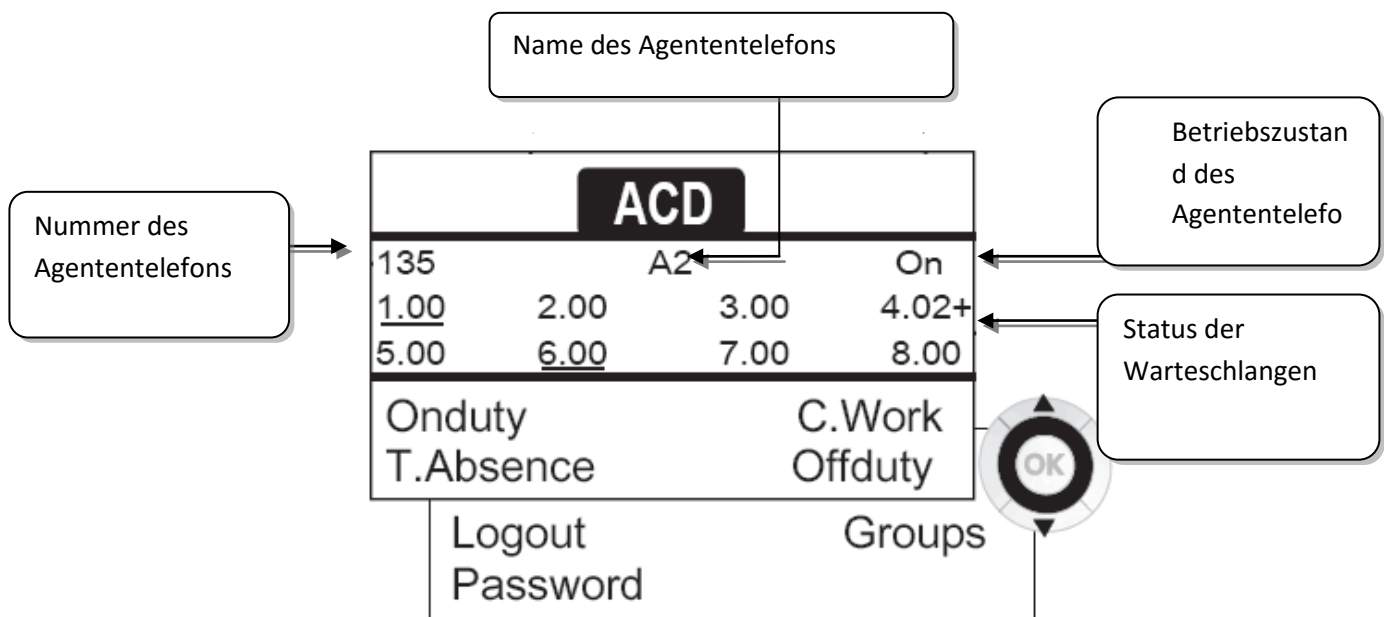 Name des Agententelefons
Betriebszustan
d des
Agententelefo
Nummer des
Agententelefons
ACD
135 A2 On
1.00 2.00 3.00 4.02+
5.00 6.00 7.00 8.00
Status der
Warteschlangen
Onduty C.Work
T.Absence Offduty
OK
Logout Groups
Password